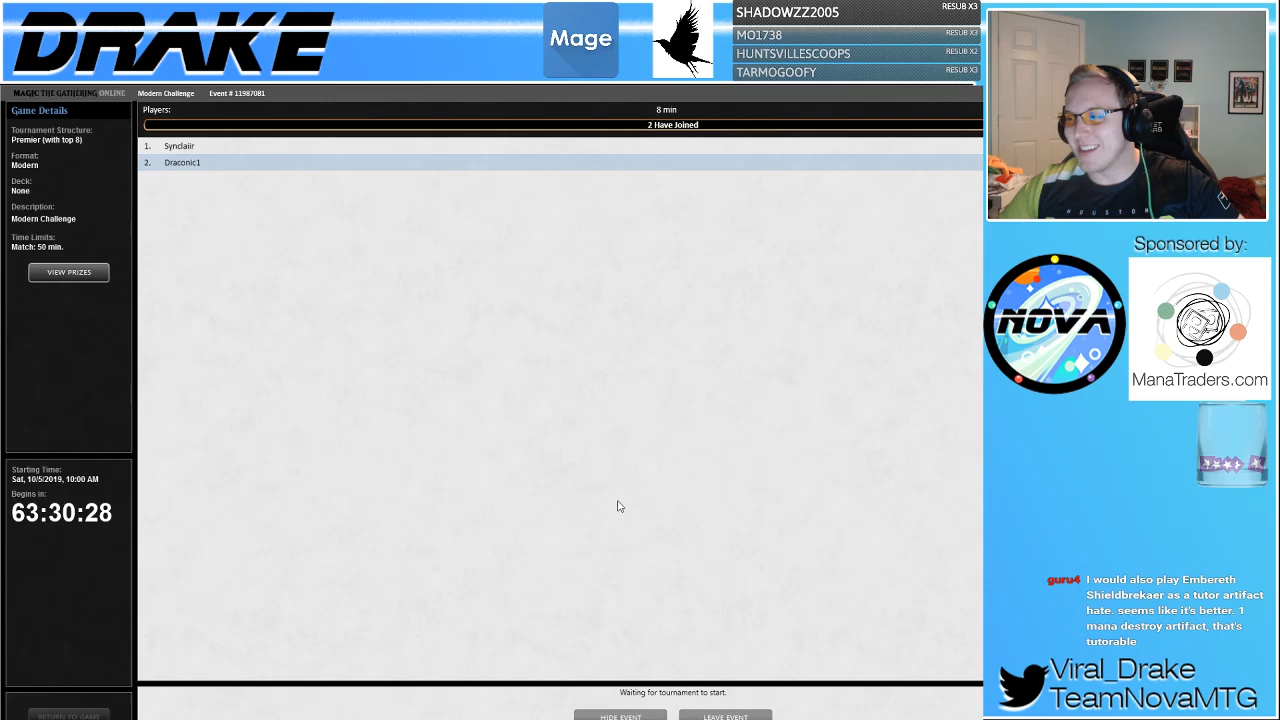 DRAKE
Mage
SHADOWZZ2005 RESUB X3
MO1738 RESUB X3
HUNTSVILLESCOOPS RESUB X2
TARMOGOOFY RESUB X3
MAGIC THE GATHERING ONLINE Modern Challenge Event # 11987081
Game Details
Tournament Structure:
Premier (with top 8)
Format:
Modern
Deck:
None
Description:
Modern Challenge
Time Limits:
Match: 50 min.
VIEW PRIZES
Players: 8 min
2 Have Joined
1. Synclaiir
2. Draconic1
Starting Time:
Sat, 10/5/2019, 10:00 AM
Begins in:
63:30:28
RETURN TO GAME
Waiting for tournament to start.
HIDE EVENT LEAVE EVENT
HOUSTON
Sponsored by:
NOVA
ManaTraders.com
guru4 I would also play Embereth
Shieldbrekaer as a tutor artifact
hate. seems like it's better. 1
mana destroy artifact, that's
tutorable
Viral_Drake
TeamNovaMTG